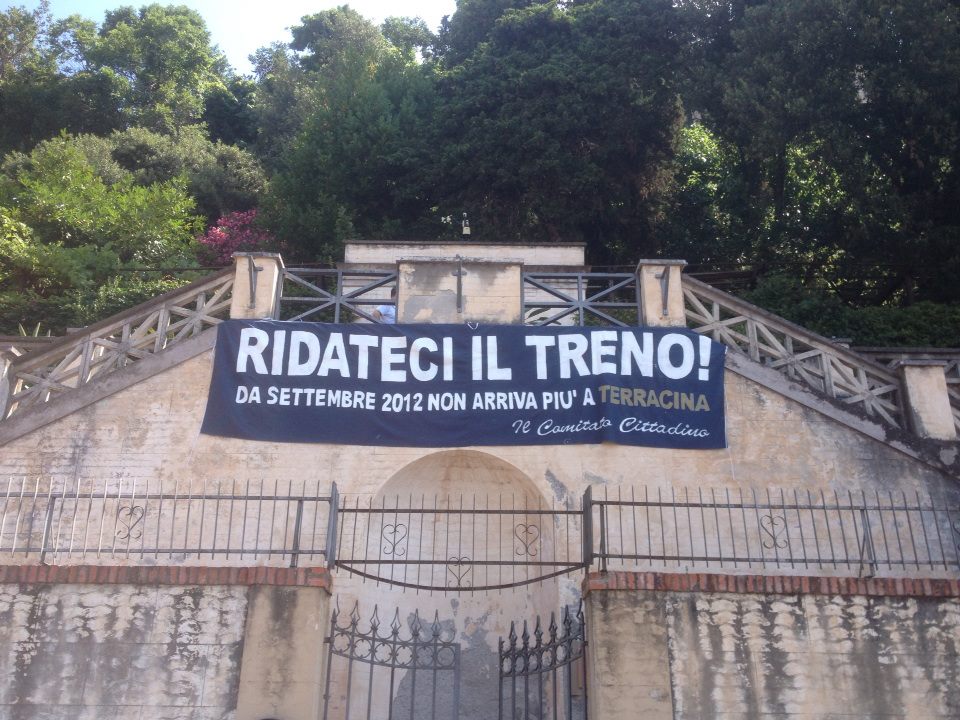 RIDATECI IL TRENO!
DA SETTEMBRE 2012 NON ARRIVA PIU' A TERRACINA
Il Comitato Cittadino